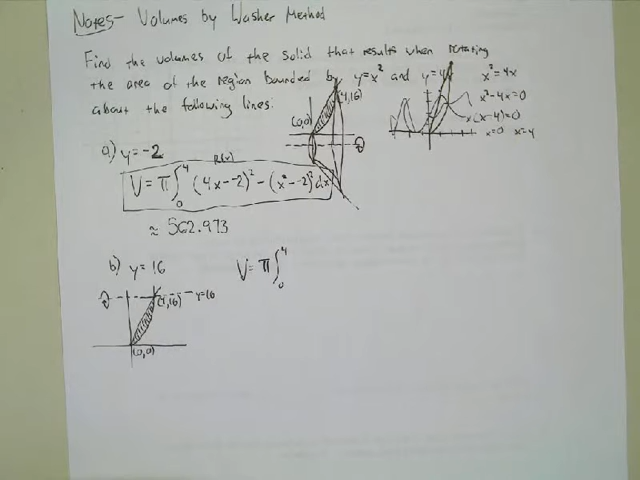 Notes- Volumes by Washer Method
Find the volumes of the solid that results when rotating
the area of the region bounded by y=x² and y=4x
about the following lines:
x²=4x
x²-4x=0
x(x-4)=0
x=0 x=4
(4,16)
(0,0)
a) y=-2
R(x)
V=π∫₀⁴ (4x--2)²-(x²--2)²dx
≈ 562.973
b) y=16
V=π∫₀⁴
(4,16)
y=16
(0,0)